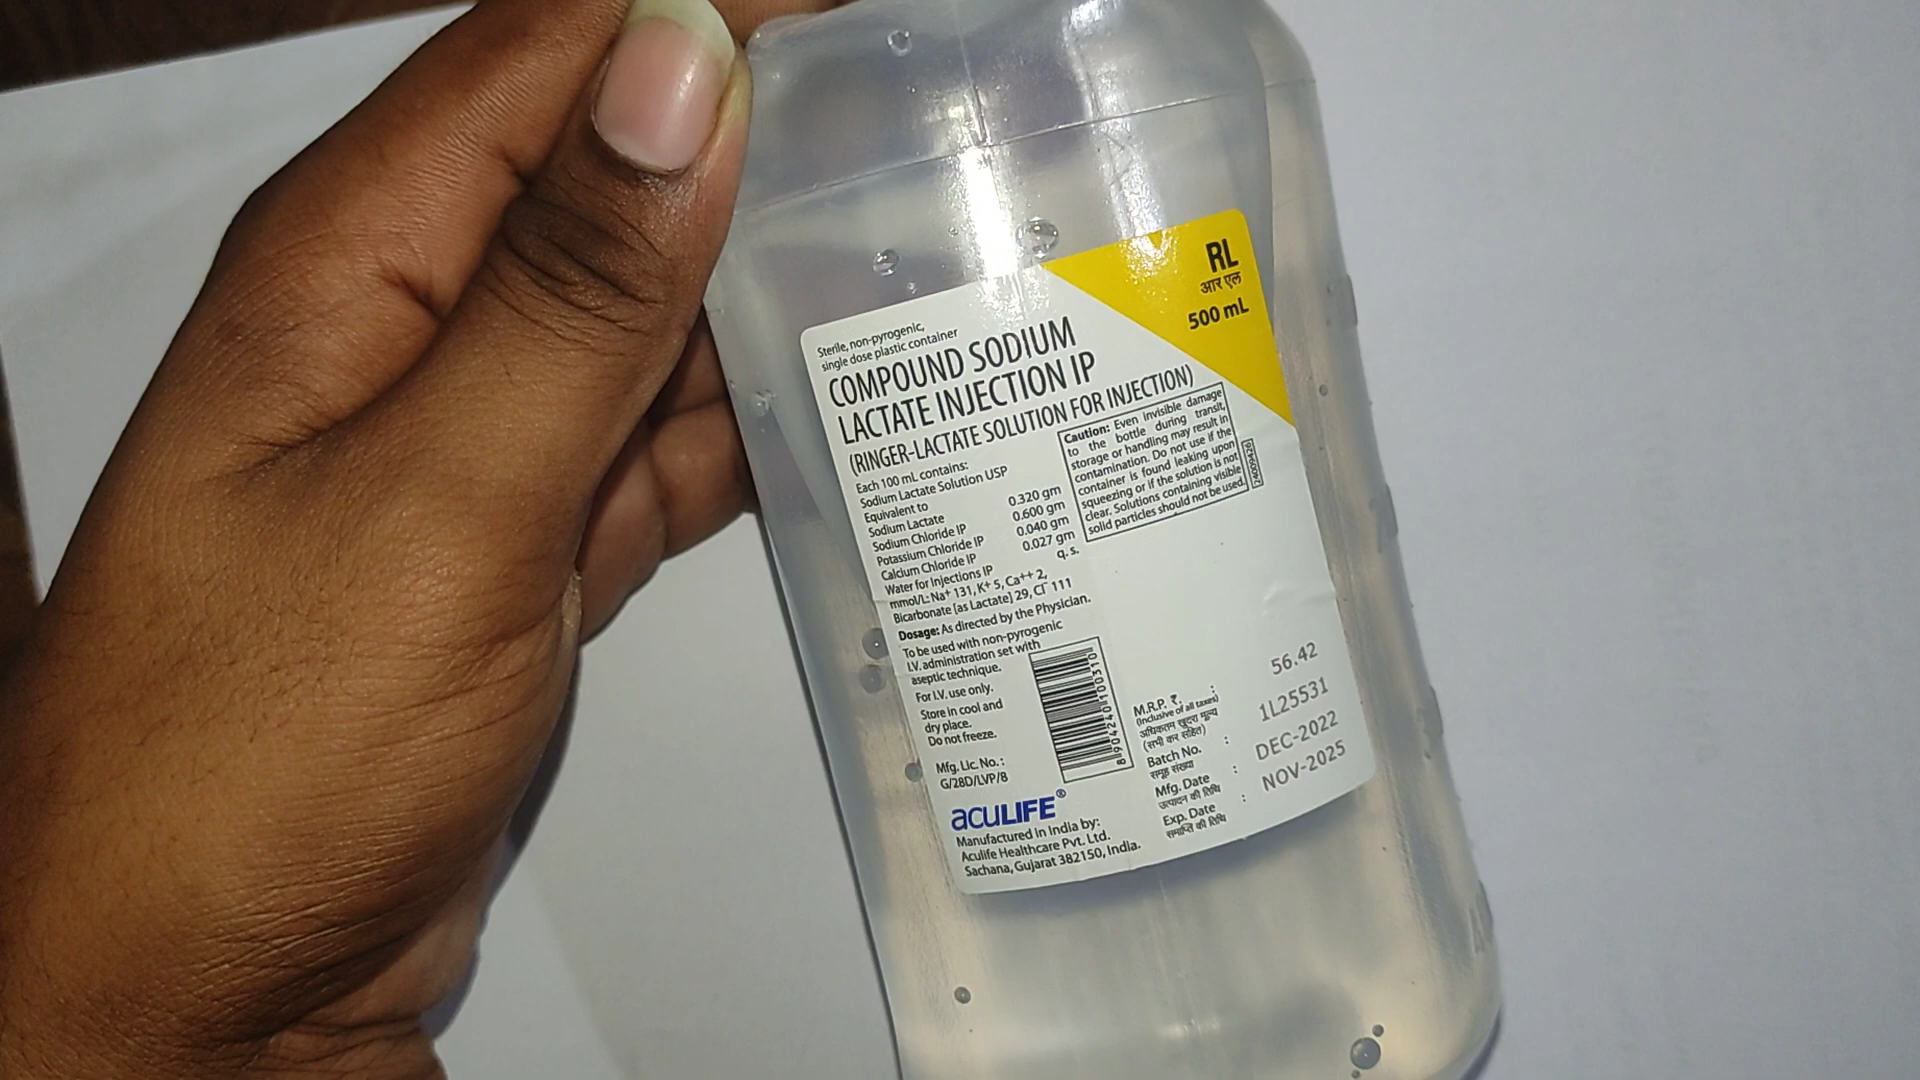 RL
आर एल
500 mL
Sterile, non-pyrogenic,
single dose plastic container
COMPOUND SODIUM
LACTATE INJECTION IP
(RINGER-LACTATE SOLUTION FOR INJECTION)
Each 100 mL contains:
Sodium Lactate Solution USP
Equivalent to
Sodium Lactate 0.320 gm
Sodium Chloride IP 0.600 gm
Potassium Chloride IP 0.040 gm
Calcium Chloride IP 0.027 gm
Water for Injections IP q. s.
mmol/L: Na+ 131, K+ 5, Ca++ 2,
Bicarbonate [as Lactate] 29, Cl- 111
Dosage: As directed by the Physician.
To be used with non-pyrogenic
I.V. administration set with
aseptic technique.
For I.V. use only.
Store in cool and
dry place.
Do not freeze.
Mfg. Lic. No. :
G/28D/LVP/8
acuLIFE®
Manufactured in India by:
Aculife Healthcare Pvt. Ltd.
Sachana, Gujarat 382150, India.
Caution: Even invisible damage
to the bottle during transit,
storage or handling may result in
contamination. Do not use if the
container is found leaking upon
squeezing or if the solution is not
clear. Solutions containing visible
solid particles should not be used.
8904240100310
M.R.P. ₹. : 56.42
(Inclusive of all taxes)
अधिकतम खुदरा मूल्य
(सभी कर सहित)
Batch No. : 1L25531
समूह संख्या
Mfg. Date : DEC-2022
उत्पादन की तिथि
Exp. Date : NOV-2025
समाप्ति की तिथि